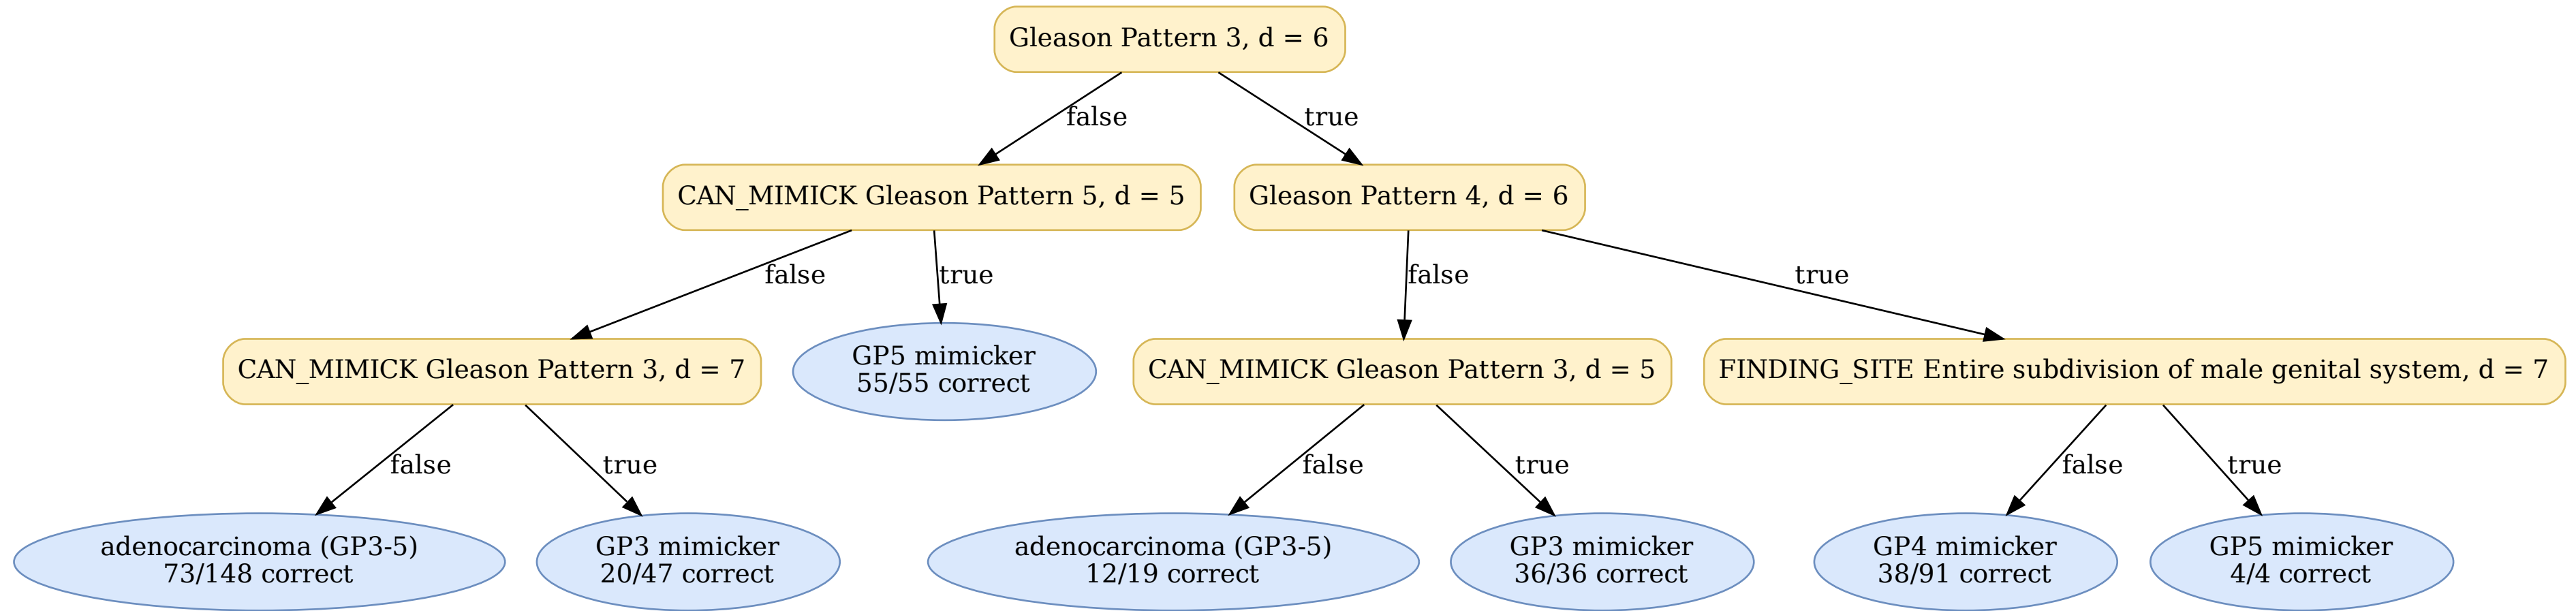 Gleason Pattern 3, d = 6
false
true
CAN_MIMICK Gleason Pattern 5, d = 5
Gleason Pattern 4, d = 6
false
true
false
true
CAN_MIMICK Gleason Pattern 3, d = 7
GP5 mimicker
55/55 correct
CAN_MIMICK Gleason Pattern 3, d = 5
FINDING_SITE Entire subdivision of male genital system, d = 7
false
true
false
true
false
true
adenocarcinoma (GP3-5)
73/148 correct
GP3 mimicker
20/47 correct
adenocarcinoma (GP3-5)
12/19 correct
GP3 mimicker
36/36 correct
GP4 mimicker
38/91 correct
GP5 mimicker
4/4 correct